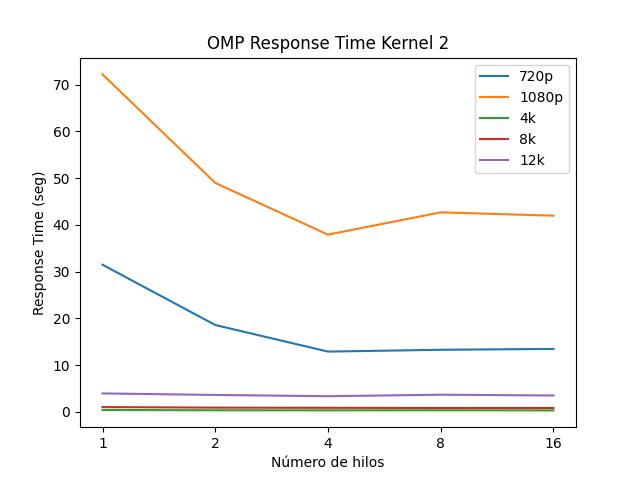 OMP Response Time Kernel 2
720p
1080p
4k
8k
12k
Response Time (seg)
70
60
50
40
30
20
10
0
1 2 4 8 16
Número de hilos